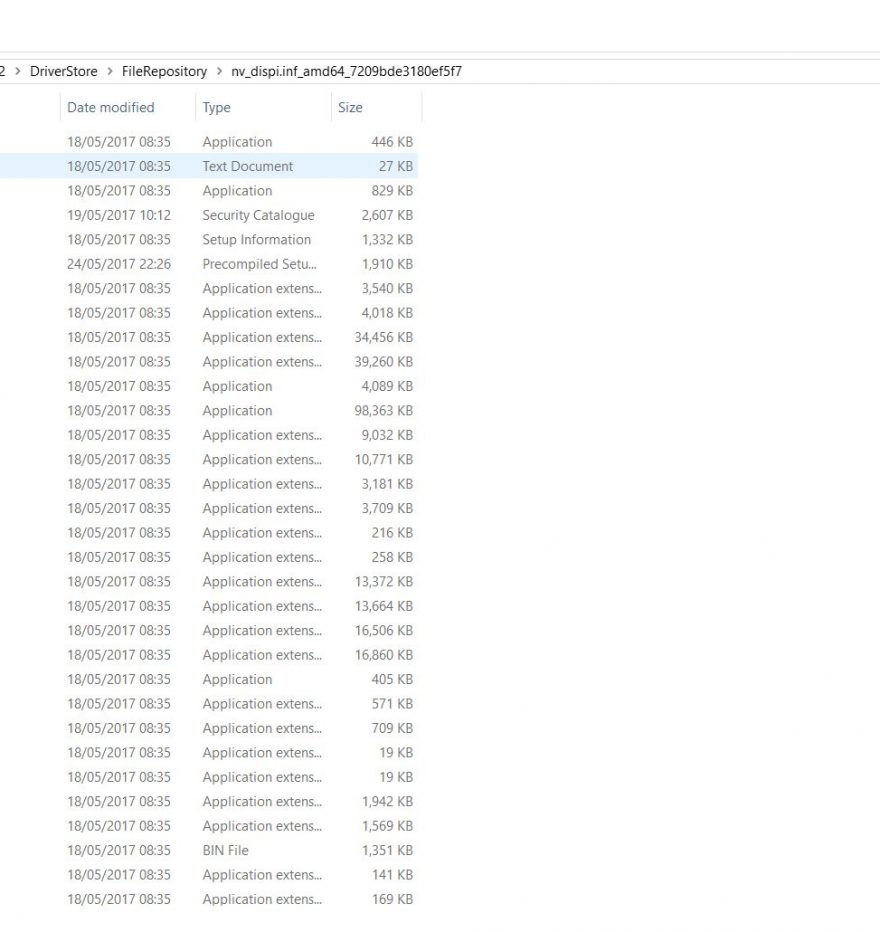 2 > DriverStore > FileRepository > nv_dispi.inf_amd64_7209bde3180ef5f7
Date modified Type Size
18/05/2017 08:35 Application 446 KB
18/05/2017 08:35 Text Document 27 KB
18/05/2017 08:35 Application 829 KB
19/05/2017 10:12 Security Catalogue 2,607 KB
18/05/2017 08:35 Setup Information 1,332 KB
24/05/2017 22:26 Precompiled Setu... 1,910 KB
18/05/2017 08:35 Application extens... 3,540 KB
18/05/2017 08:35 Application extens... 4,018 KB
18/05/2017 08:35 Application extens... 34,456 KB
18/05/2017 08:35 Application extens... 39,260 KB
18/05/2017 08:35 Application 4,089 KB
18/05/2017 08:35 Application 98,363 KB
18/05/2017 08:35 Application extens... 9,032 KB
18/05/2017 08:35 Application extens... 10,771 KB
18/05/2017 08:35 Application extens... 3,181 KB
18/05/2017 08:35 Application extens... 3,709 KB
18/05/2017 08:35 Application extens... 216 KB
18/05/2017 08:35 Application extens... 258 KB
18/05/2017 08:35 Application extens... 13,372 KB
18/05/2017 08:35 Application extens... 13,664 KB
18/05/2017 08:35 Application extens... 16,506 KB
18/05/2017 08:35 Application extens... 16,860 KB
18/05/2017 08:35 Application 405 KB
18/05/2017 08:35 Application extens... 571 KB
18/05/2017 08:35 Application extens... 709 KB
18/05/2017 08:35 Application extens... 19 KB
18/05/2017 08:35 Application extens... 19 KB
18/05/2017 08:35 Application extens... 1,942 KB
18/05/2017 08:35 Application extens... 1,569 KB
18/05/2017 08:35 BIN File 1,351 KB
18/05/2017 08:35 Application extens... 141 KB
18/05/2017 08:35 Application extens... 169 KB